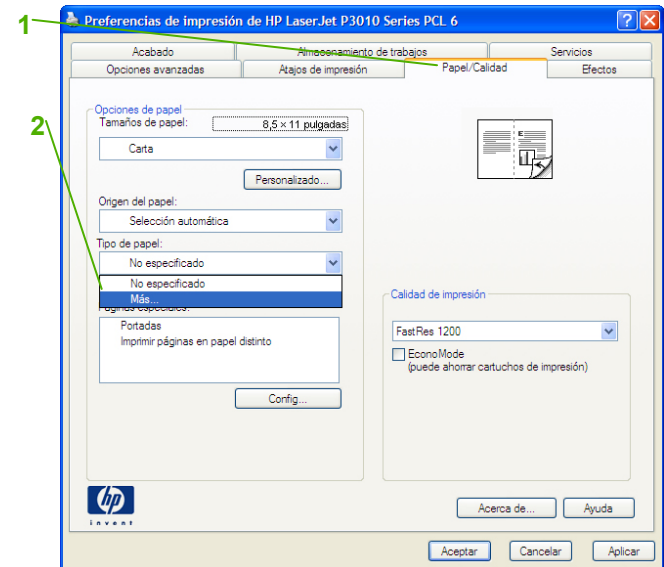 1
Preferencias de impresión de HP LaserJet P3010 Series PCL 6
Acabado Almacenamiento de trabajos Servicios
Opciones avanzadas Atajos de impresión Papel/Calidad Efectos
Opciones de papel
Tamaños de papel: 8,5 × 11 pulgadas
2
Carta
Personalizado...
Origen del papel:
Selección automática
Tipo de papel:
No especificado
No especificado
Más...
Páginas especiales:
Portadas
Imprimir páginas en papel distinto
Config...
Calidad de impresión
FastRes 1200
EconoMode
(puede ahorrar cartuchos de impresión)
hp
invent
Acerca de... Ayuda
Aceptar Cancelar Aplicar